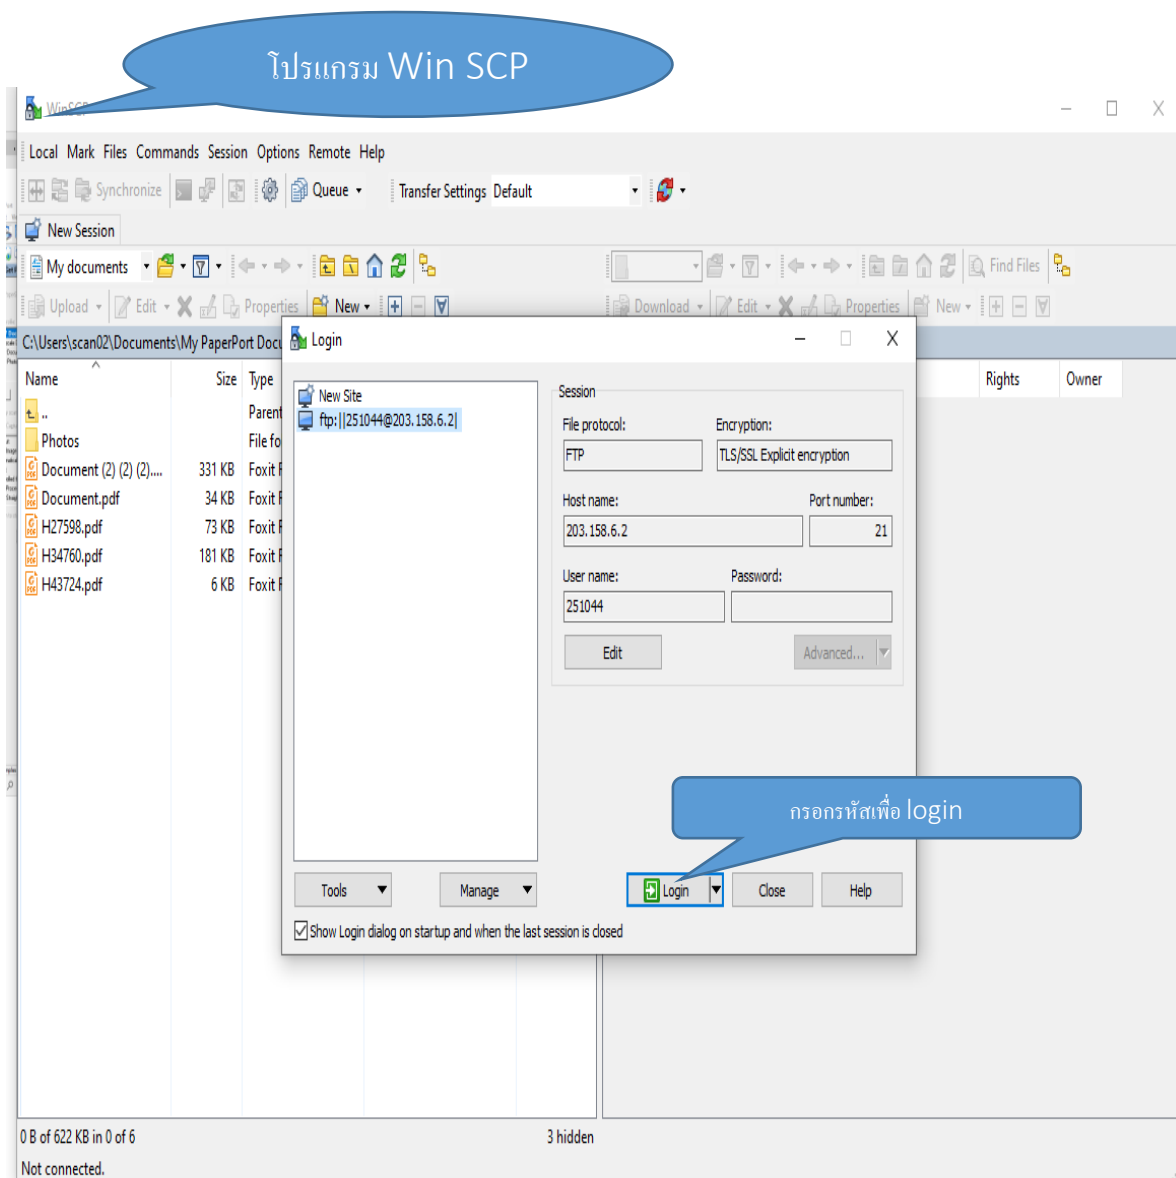 โปรแกรม Win SCP
Local Mark Files Commands Session Options Remote Help
Synchronize Queue Transfer Settings Default
New Session
My documents Find Files
Upload Edit Properties New Download Edit Properties New
C:\Users\scan02\Documents\My PaperPort
Login
Name Size Type Rights Owner
..
Photos
Document (2) (2) (2).... 331 KB Foxit
Document.pdf 34 KB Foxit
H27598.pdf 73 KB Foxit
H34760.pdf 181 KB Foxit
H43724.pdf 6 KB Foxit
New Site
ftp:||251044@203.158.6.2|
Session
File protocol: Encryption:
FTP TLS/SSL Explicit encryption
Host name: Port number:
203.158.6.2 21
User name: Password:
251044
Edit Advanced...
กรอกรหัสเพื่อ login
Tools Manage Login Close Help
Show Login dialog on startup and when the last session is closed
0 B of 622 KB in 0 of 6 3 hidden
Not connected.